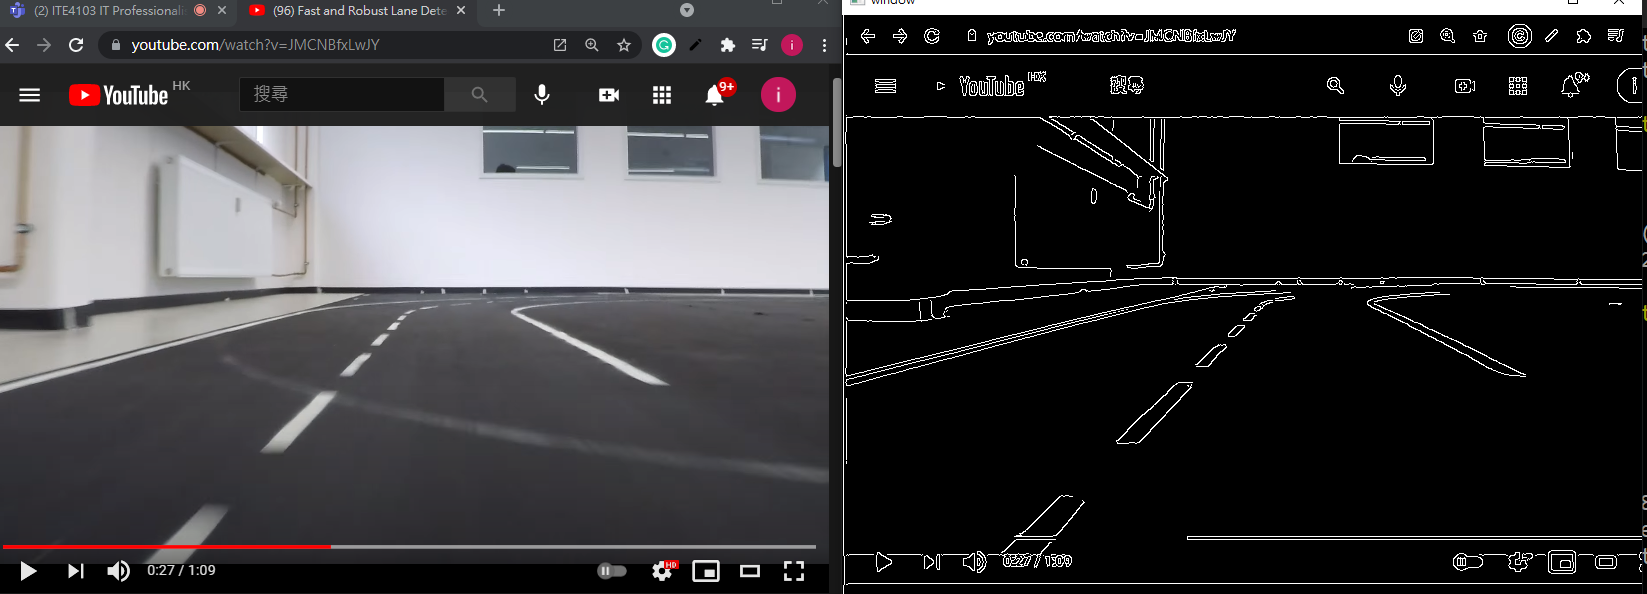 (2) ITE4103 IT Professional
(96) Fast and Robust Lane Dete
window
youtube.com/watch?v=JMCNBfxLwJY
youtube.com/watch?v=JMCNBfxLwJY
YouTube HK
搜尋
9+
i
YouTube HK
搜尋
9+
HD
0:27 / 1:09
0:27 / 1:09